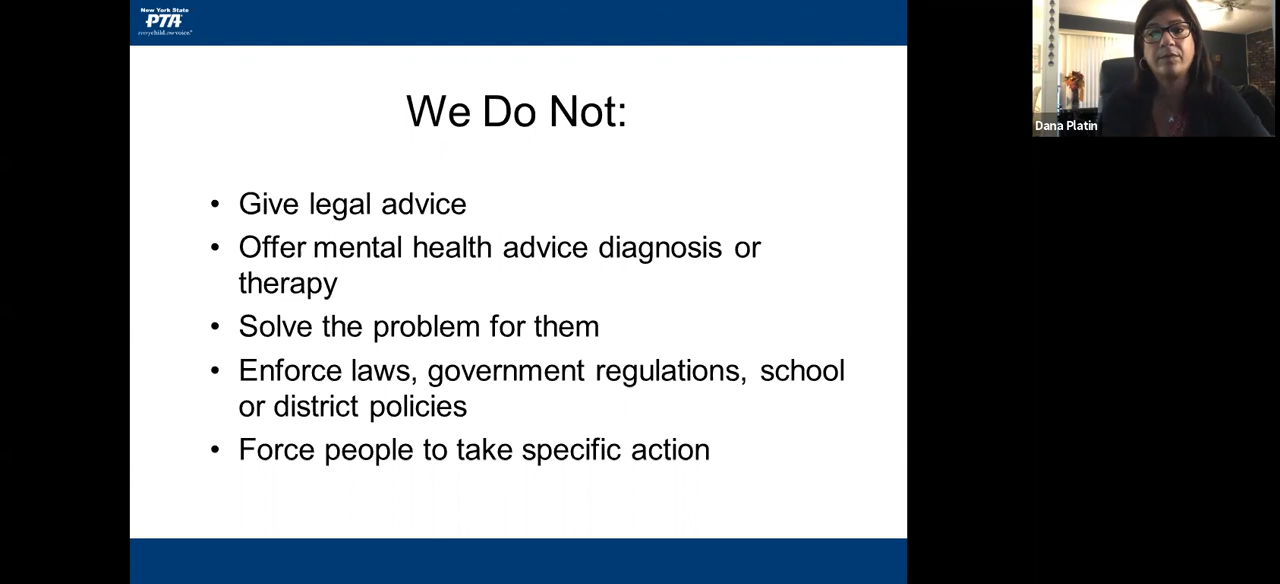 New York State
PTA
everychild.onevoice.®
We Do Not:
• Give legal advice
• Offer mental health advice diagnosis or
therapy
• Solve the problem for them
• Enforce laws, government regulations, school
or district policies
• Force people to take specific action
Dana Platin